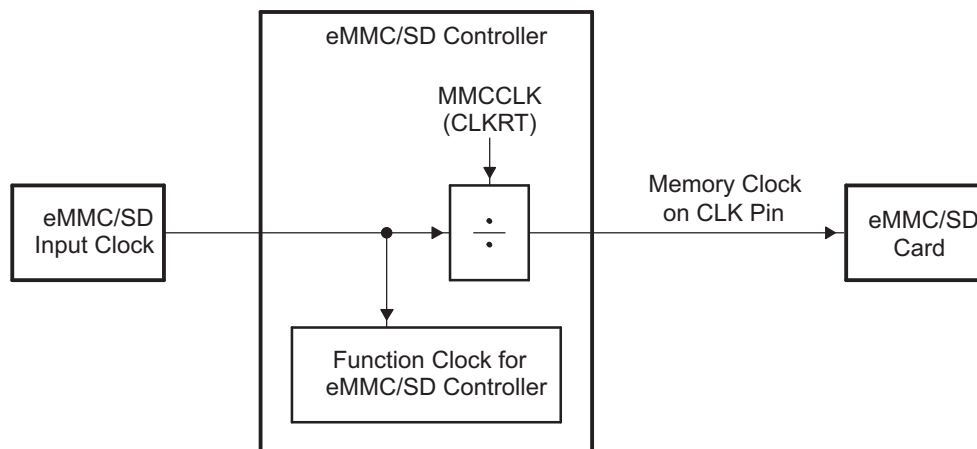 eMMC/SD Controller
MMCCLK
(CLKRT)
eMMC/SD
Input Clock
Memory Clock
on CLK Pin
eMMC/SD
Card
Function Clock for
eMMC/SD Controller